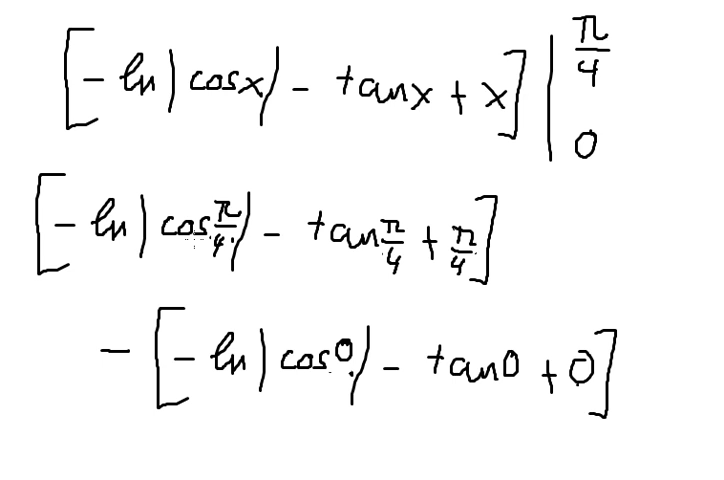 [-ln|cosx| - tanx + x] | π/4 0
[-ln|cos π/4| - tan π/4 + π/4]
- [-ln|cos0| - tan0 + 0]